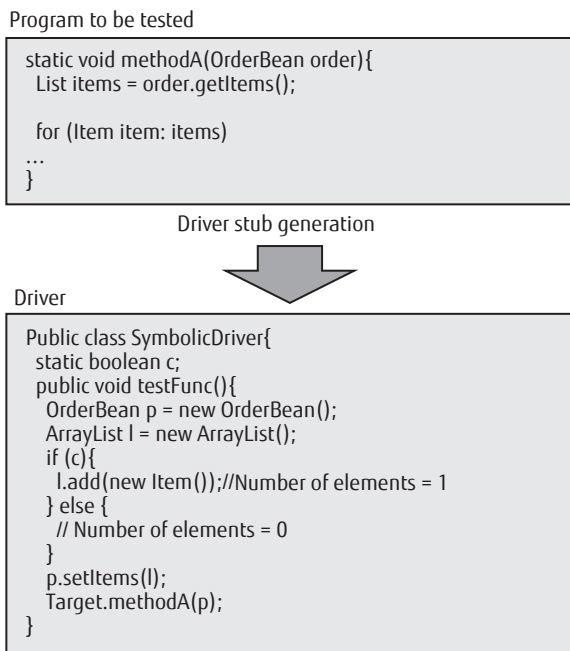 Program to be tested
static void methodA(OrderBean order){
List items = order.getItems();
for (Item item: items)
...
}
Driver stub generation
Driver
Public class SymbolicDriver{
static boolean c;
public void testFunc(){
OrderBean p = new OrderBean();
ArrayList l = new ArrayList();
if (c){
l.add(new Item());//Number of elements = 1
} else {
// Number of elements = 0
}
p.setItems(l);
Target.methodA(p);
}